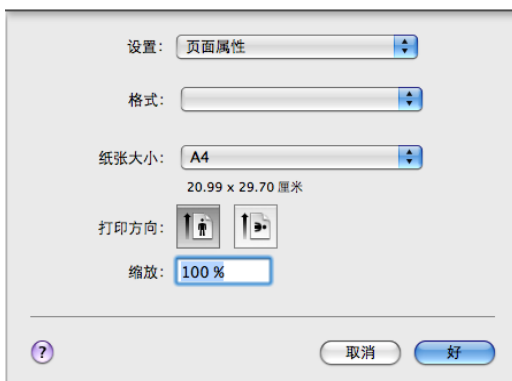 设置： 页面属性
格式：
纸张大小： A4
20.99 x 29.70 厘米
打印方向：
缩放： 100 %
? 取消 好